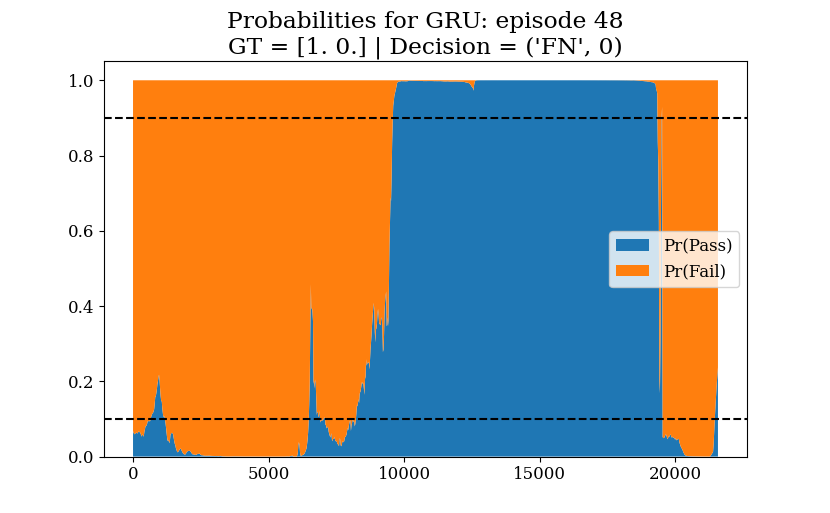 Probabilities for GRU: episode 48
GT = [1. 0.] | Decision = ('FN', 0)
1.0
0.8
0.6
0.4
0.2
0.0
Pr(Pass)
Pr(Fail)
0
5000
10000
15000
20000